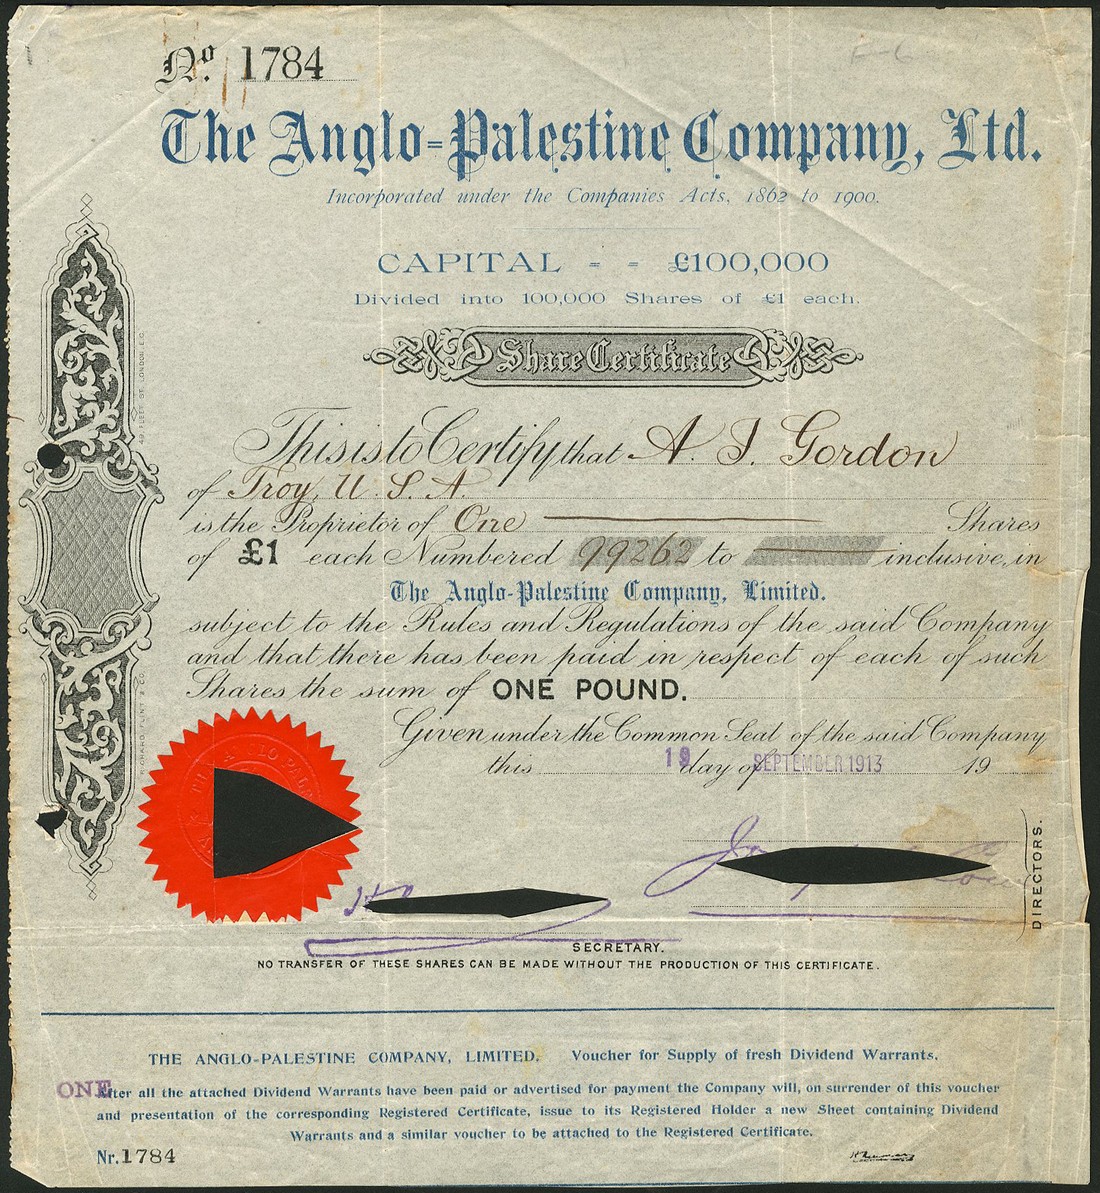 No. 1784
F-6
The Anglo-Palestine Company, Ltd.
Incorporated under the Companies Acts, 1862 to 1900.
CAPITAL - - £100,000
Divided into 100,000 Shares of £1 each.
Share Certificate
This is to Certify that A. J. Gordon
of Troy, U. S. A.
is the Proprietor of One Shares
of £1 each Numbered 99262 to inclusive, in
The Anglo-Palestine Company, Limited.
subject to the Rules and Regulations of the said Company
and that there has been paid in respect of each of such
Shares the sum of ONE POUND.
Given under the Common Seal of the said Company
this 19 day of SEPTEMBER 1913 19
DIRECTORS.
SECRETARY.
NO TRANSFER OF THESE SHARES CAN BE MADE WITHOUT THE PRODUCTION OF THIS CERTIFICATE.
THE ANGLO-PALESTINE COMPANY, LIMITED. Voucher for Supply of fresh Dividend Warrants.
ONE After all the attached Dividend Warrants have been paid or advertised for payment the Company will, on surrender of this voucher
and presentation of the corresponding Registered Certificate, issue to its Registered Holder a new Sheet containing Dividend
Warrants and a similar voucher to be attached to the Registered Certificate.
Nr. 1784